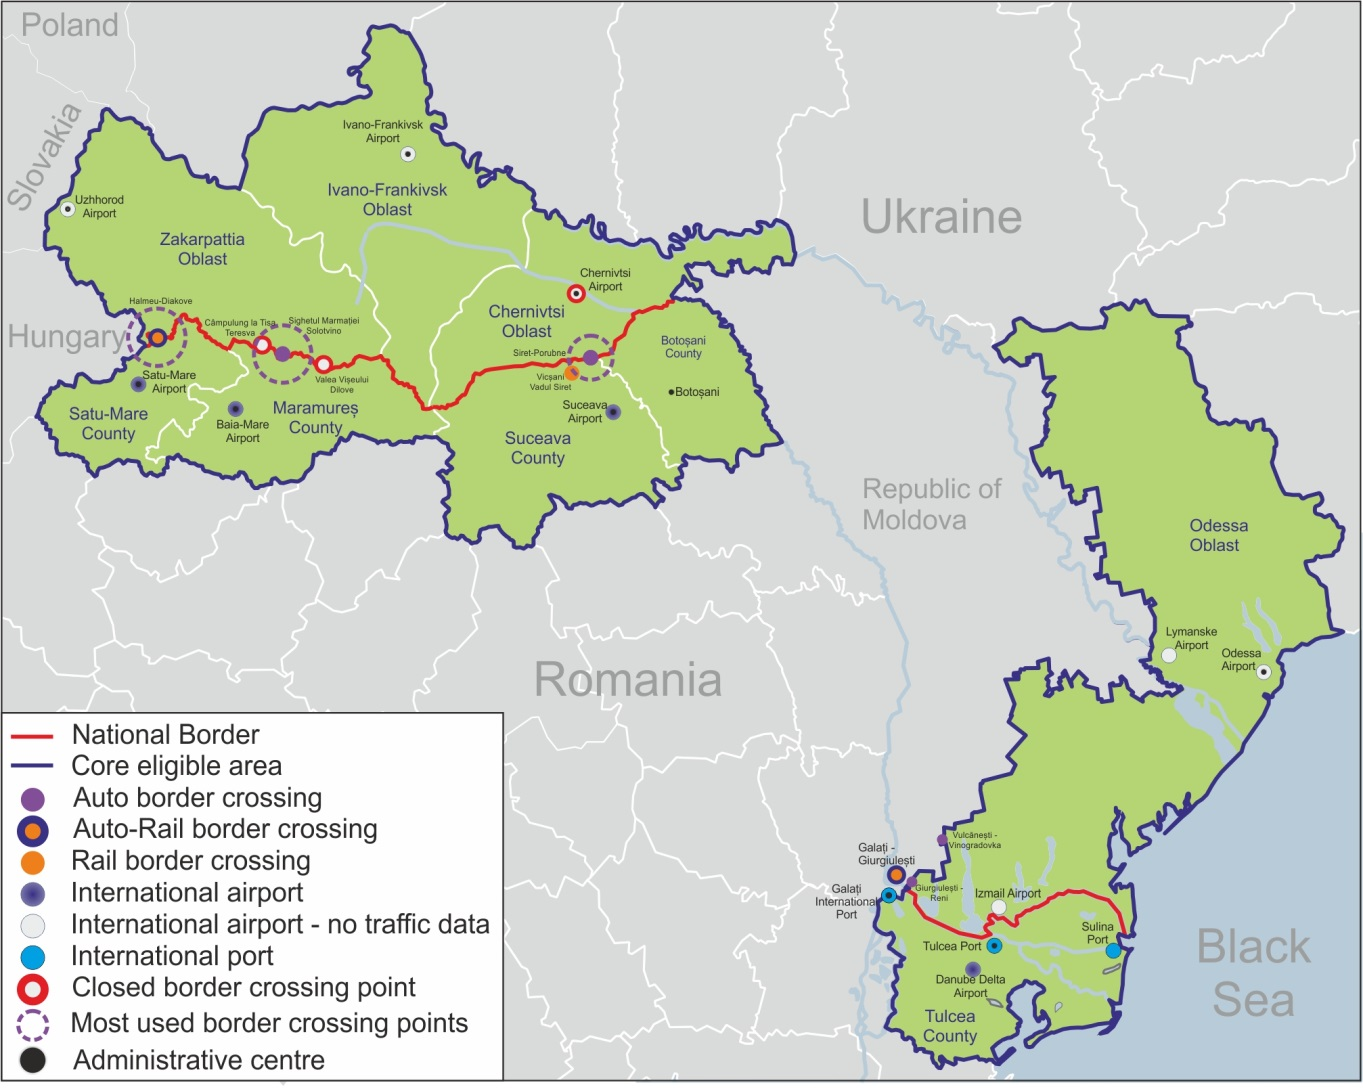 Poland
Slovakia
Hungary
Ukraine
Republic of
Moldova
Romania
Black
Sea
Ivano-Frankivsk
Airport
Ivano-Frankivsk
Oblast
Uzhhorod
Airport
Zakarpattia
Oblast
Halmeu-Diakove
Câmpulung la Tisa
Teresva
Sighetul Marmației
Solotvino
Valea Vișeului
Dilove
Satu-Mare
Airport
Satu-Mare
County
Baia-Mare
Airport
Maramureș
County
Chernivtsi
Airport
Chernivtsi
Oblast
Siret-Porubne
Vicșani
Vadul Siret
Suceava
Airport
Suceava
County
Botoșani
County
Botoșani
Odessa
Oblast
Lymanske
Airport
Odessa
Airport
Vulcănești -
Vinogradovka
Galați -
Giurgiulești
Giurgiulești -
Reni
Galați
International
Port
Izmail Airport
Sulina
Port
Tulcea Port
Danube Delta
Airport
Tulcea
County
National Border
Core eligible area
Auto border crossing
Auto-Rail border crossing
Rail border crossing
International airport
International airport - no traffic data
International port
Closed border crossing point
Most used border crossing points
Administrative centre